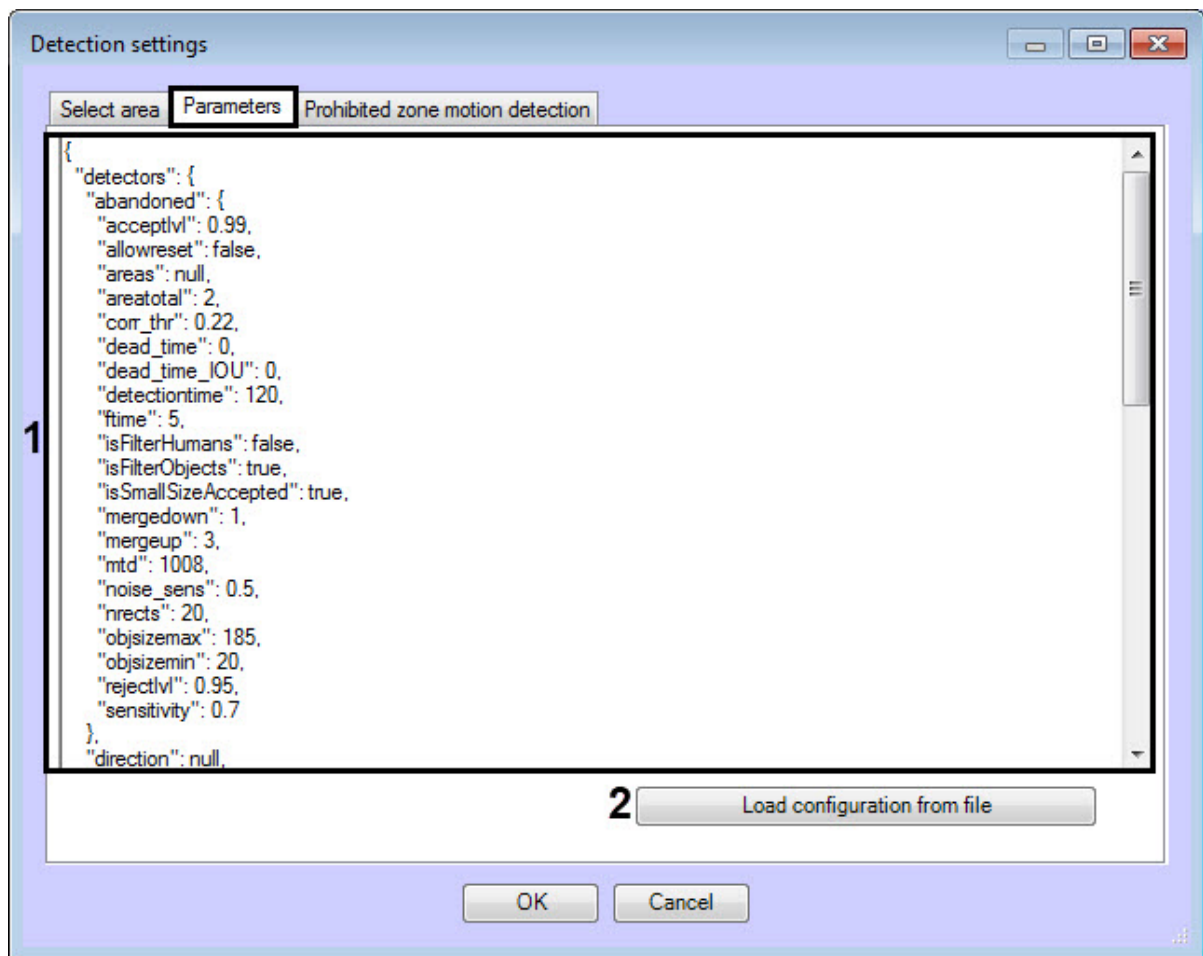 Detection settings
Select area Parameters Prohibited zone motion detection
{
"detectors": {
"abandoned": {
"acceptlvl": 0.99,
"allowreset": false,
"areas": null,
"areatotal": 2,
"corr_thr": 0.22,
"dead_time": 0,
"dead_time_IOU": 0,
"detectiontime": 120,
"ftime": 5,
1
"isFilterHumans": false,
"isFilterObjects": true,
"isSmallSizeAccepted": true,
"mergedown": 1,
"mergeup": 3,
"mtd": 1008,
"noise_sens": 0.5,
"nrects": 20,
"objsizemax": 185,
"objsizemin": 20,
"rejectlvl": 0.95,
"sensitivity": 0.7
},
"direction": null,
2 Load configuration from file
OK Cancel